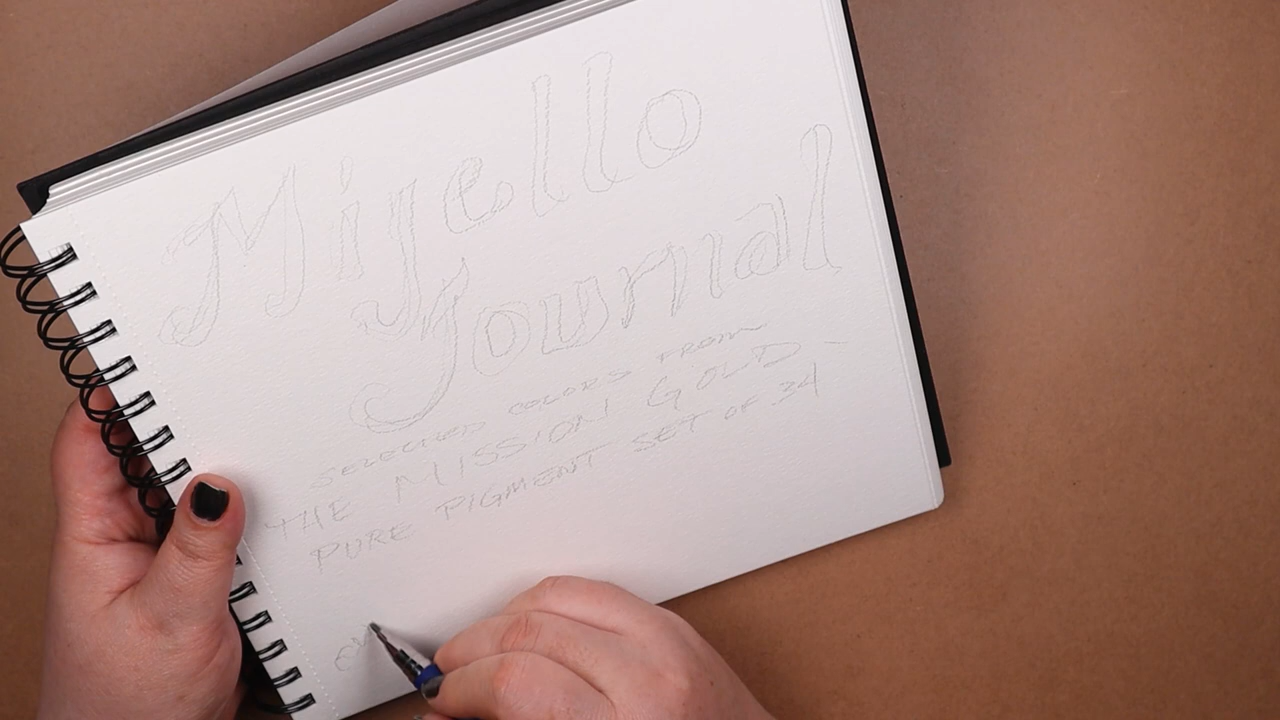 Mijello
Journal
SELECTED COLORS FROM
THE MISSION GOLD
PURE PIGMENT SET OF 34